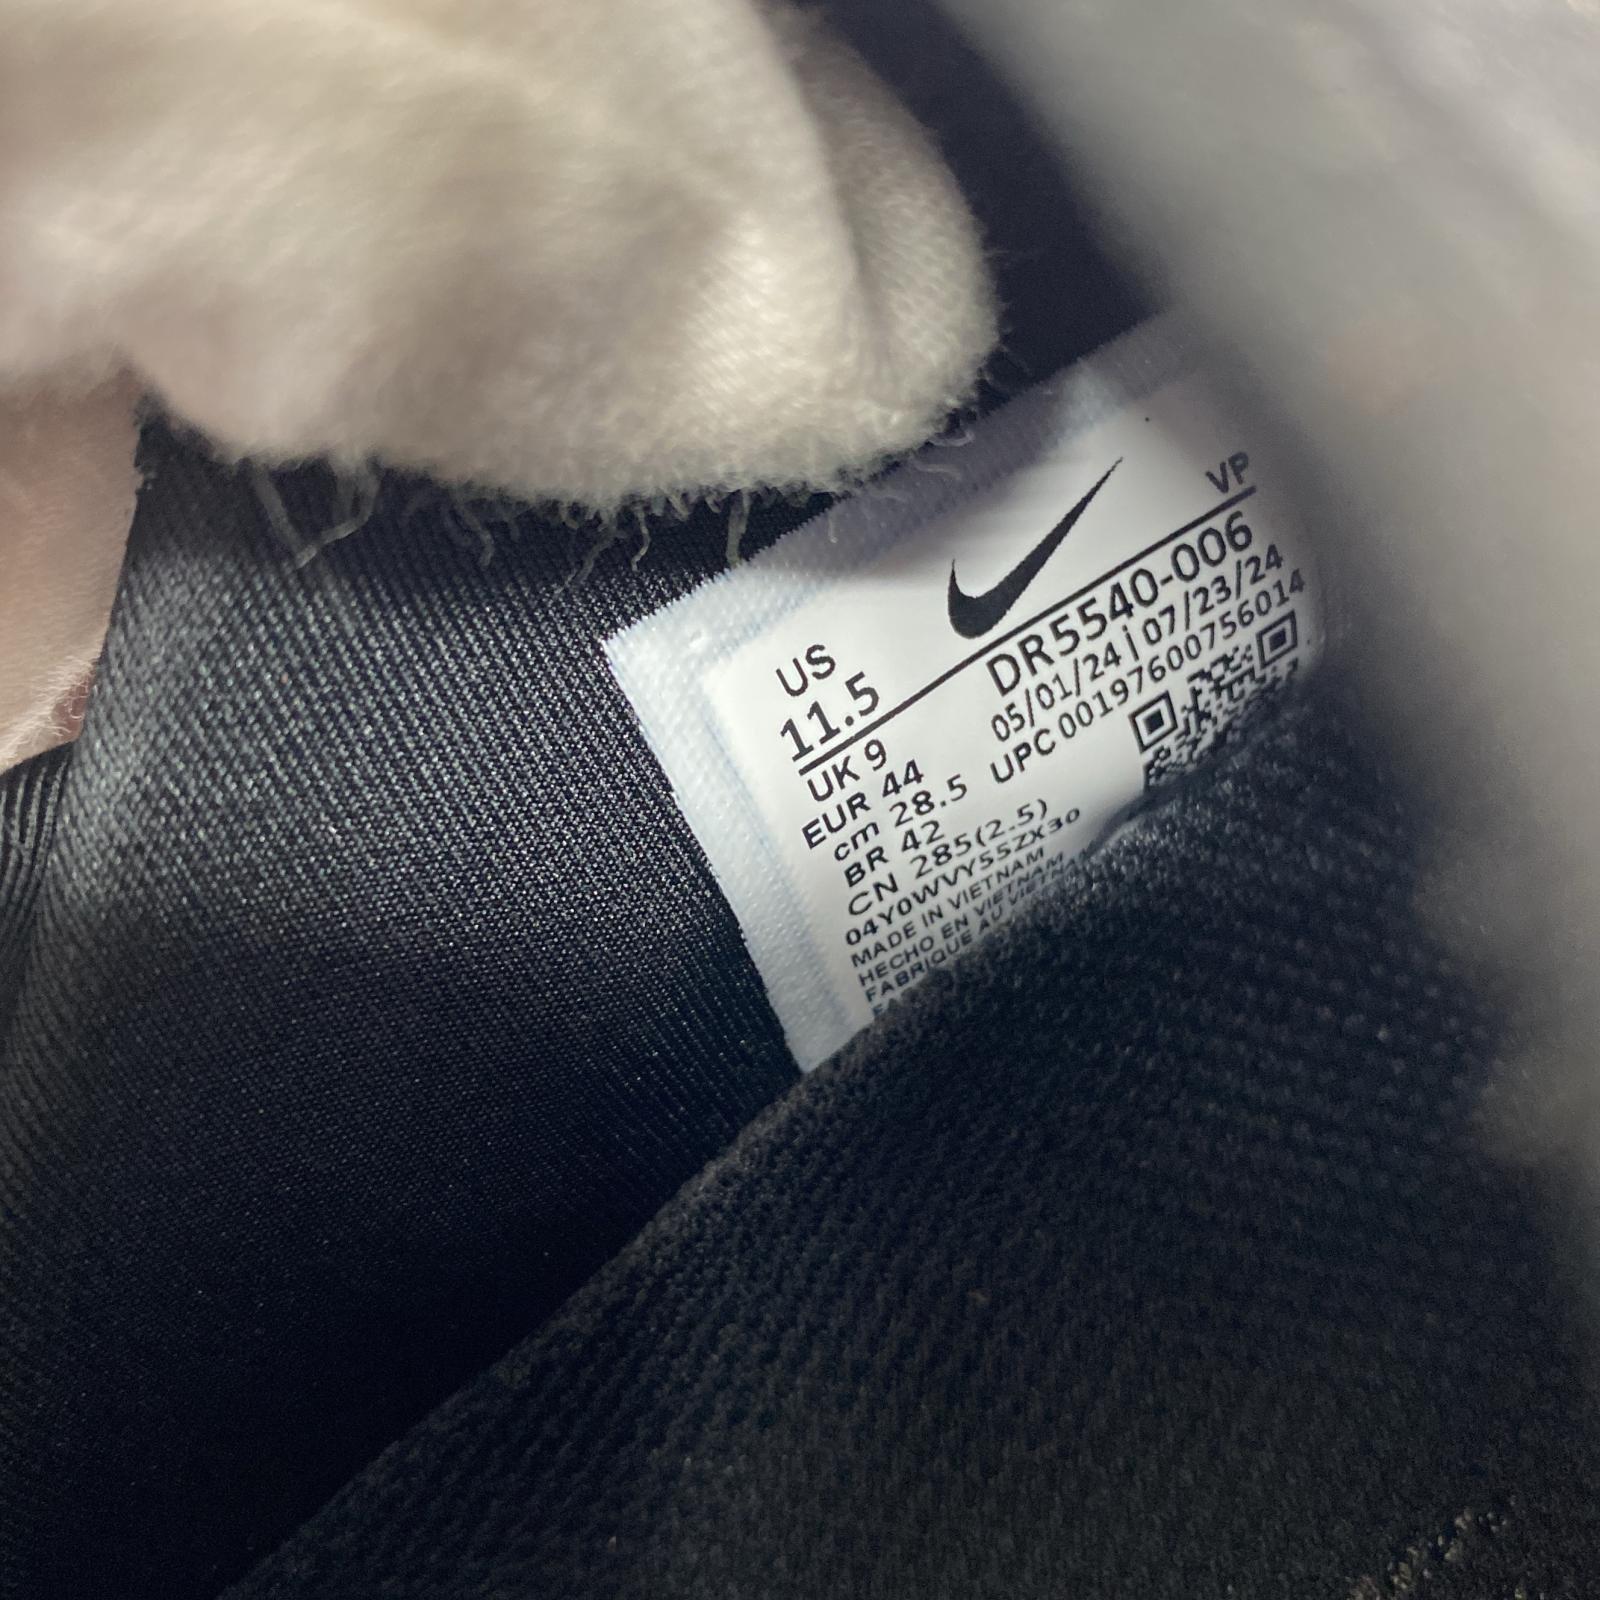 VP
US
11.5
DR5540-006
05/01/24 | 07/23/24
UPC 00197600756014
UK 9
EUR 44
cm 28.5
BR 42
CN 285(2.5)
04Y0WVY55ZX30
MADE IN VIETNAM
HECHO EN VIETNAM
FABRIQUE AU